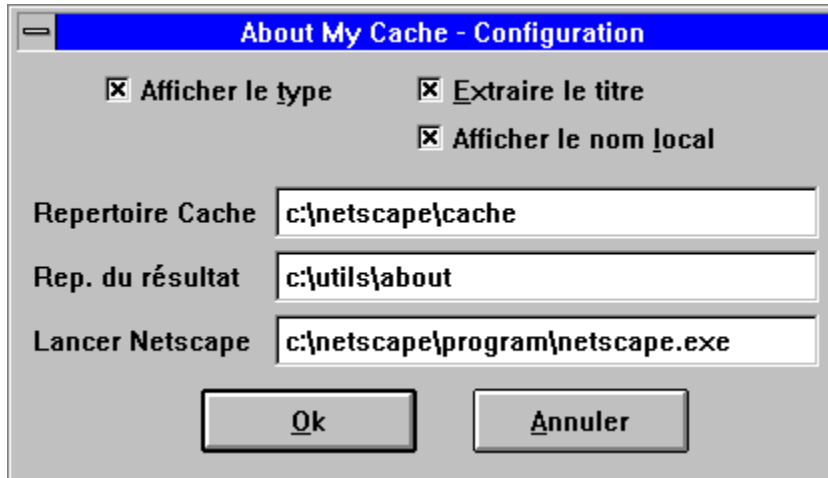 About My Cache - Configuration
Afficher le type
Extraire le titre
Afficher le nom local
Repertoire Cache c:\netscape\cache
Rep. du résultat c:\utils\about
Lancer Netscape c:\netscape\program\netscape.exe
Ok Annuler